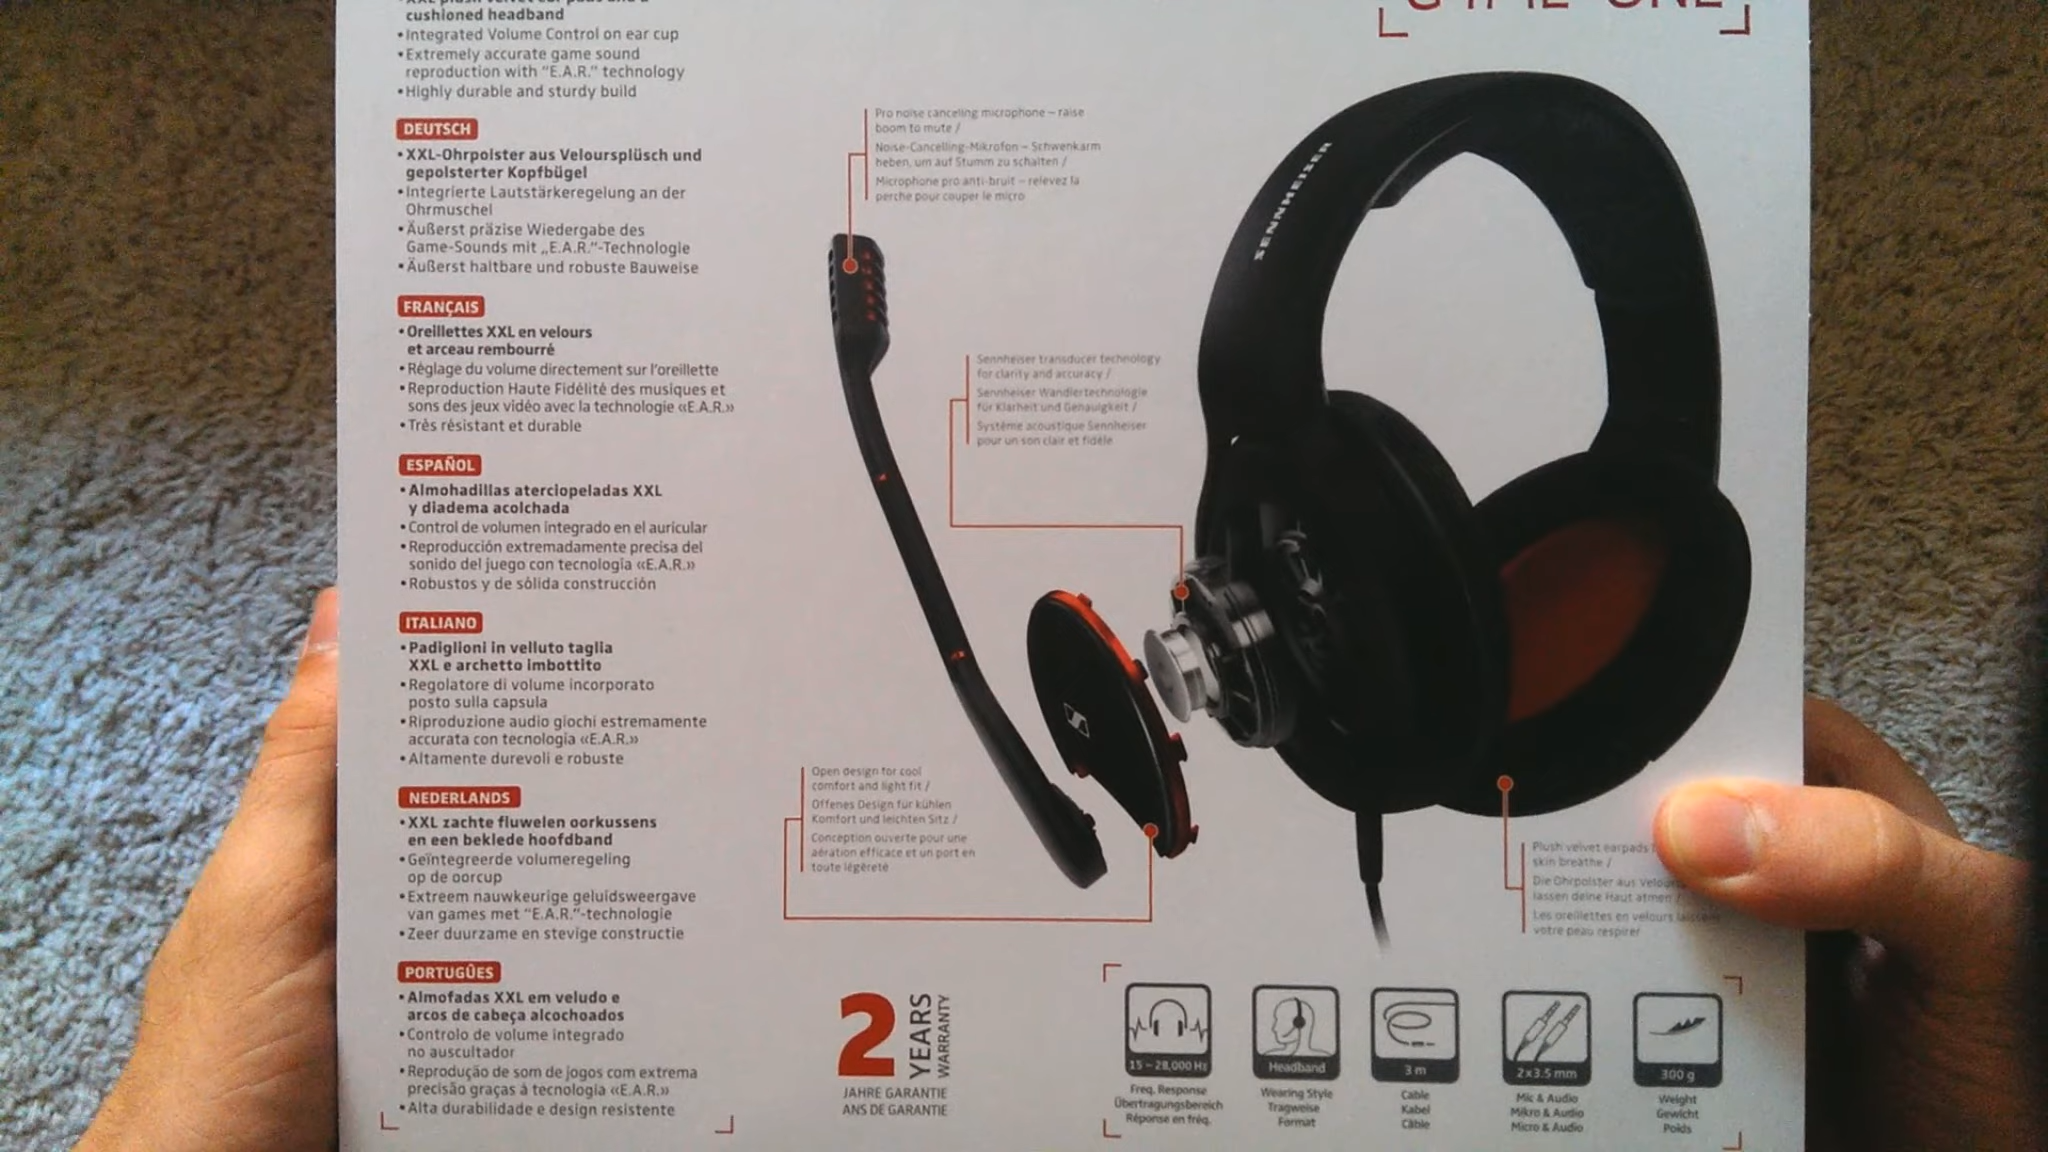 cushioned headband
• Integrated Volume Control on ear cup
• Extremely accurate game sound
reproduction with “E.A.R.” technology
• Highly durable and sturdy build
DEUTSCH
• XXL-Ohrpolster aus Veloursplüsch und
gepolsterter Kopfbügel
• Integrierte Lautstärkeregelung an der
Ohrmuschel
• Äußerst präzise Wiedergabe des
Game-Sounds mit „E.A.R.“-Technologie
• Äußerst haltbare und robuste Bauweise
FRANÇAIS
• Oreillettes XXL en velours
et arceau rembourré
• Réglage du volume directement sur l’oreillette
• Reproduction Haute Fidélité des musiques et
sons des jeux vidéo avec la technologie «E.A.R.»
• Très résistant et durable
ESPAÑOL
• Almohadillas aterciopeladas XXL
y diadema acolchada
• Control de volumen integrado en el auricular
• Reproducción extremadamente precisa del
sonido del juego con tecnología «E.A.R.»
• Robustos y de sólida construcción
ITALIANO
• Padiglioni in velluto taglia
XXL e archetto imbottito
• Regolatore di volume incorporato
posto sulla capsula
• Riproduzione audio giochi estremamente
accurata con tecnologia «E.A.R.»
• Altamente durevoli e robuste
NEDERLANDS
• XXL zachte fluwelen oorkussens
en een beklede hoofdband
• Geïntegreerde volumeregeling
op de oorcup
• Extreem nauwkeurige geluidsweergave
van games met “E.A.R.”-technologie
• Zeer duurzame en stevige constructie
PORTUGÛES
• Almofadas XXL em veludo e
arcos de cabeça alcochoados
• Controlo de volume integrado
no auscultador
• Reprodução de som de jogos com extrema
precisão graças à tecnologia «E.A.R.»
• Alta durabilidade e design resistente
Pro noise canceling microphone – raise
boom to mute /
Noise-Cancelling-Mikrofon – Schwenkarm
heben, um auf Stumm zu schalten /
Microphone pro anti-bruit – relevez la
perche pour couper le micro
SENNHEISER
Sennheiser transducer technology
for clarity and accuracy /
Sennheiser Wandlertechnologie
für Klarheit und Genauigkeit /
Système acoustique Sennheiser
pour un son clair et fidèle
Open design for cool
comfort and light fit /
Offenes Design für kühlen
Komfort und leichten Sitz /
Conception ouverte pour une
aération efficace et un port en
toute légèreté
Plush velvet earpads
skin breathe /
Die Ohrpolster aus Velours
lassen deine Haut atmen /
Les oreillettes en velours laissent
votre peau respirer
2 YEARS WARRANTY
JAHRE GARANTIE
ANS DE GARANTIE
15 – 28,000 Hz
Freq. Response
Übertragungsbereich
Réponse en fréq.
Headband
Wearing Style
Trageweise
Format
3 m
Cable
Kabel
Câble
2x3.5 mm
Mic & Audio
Mikro & Audio
Micro & Audio
300 g
Weight
Gewicht
Poids